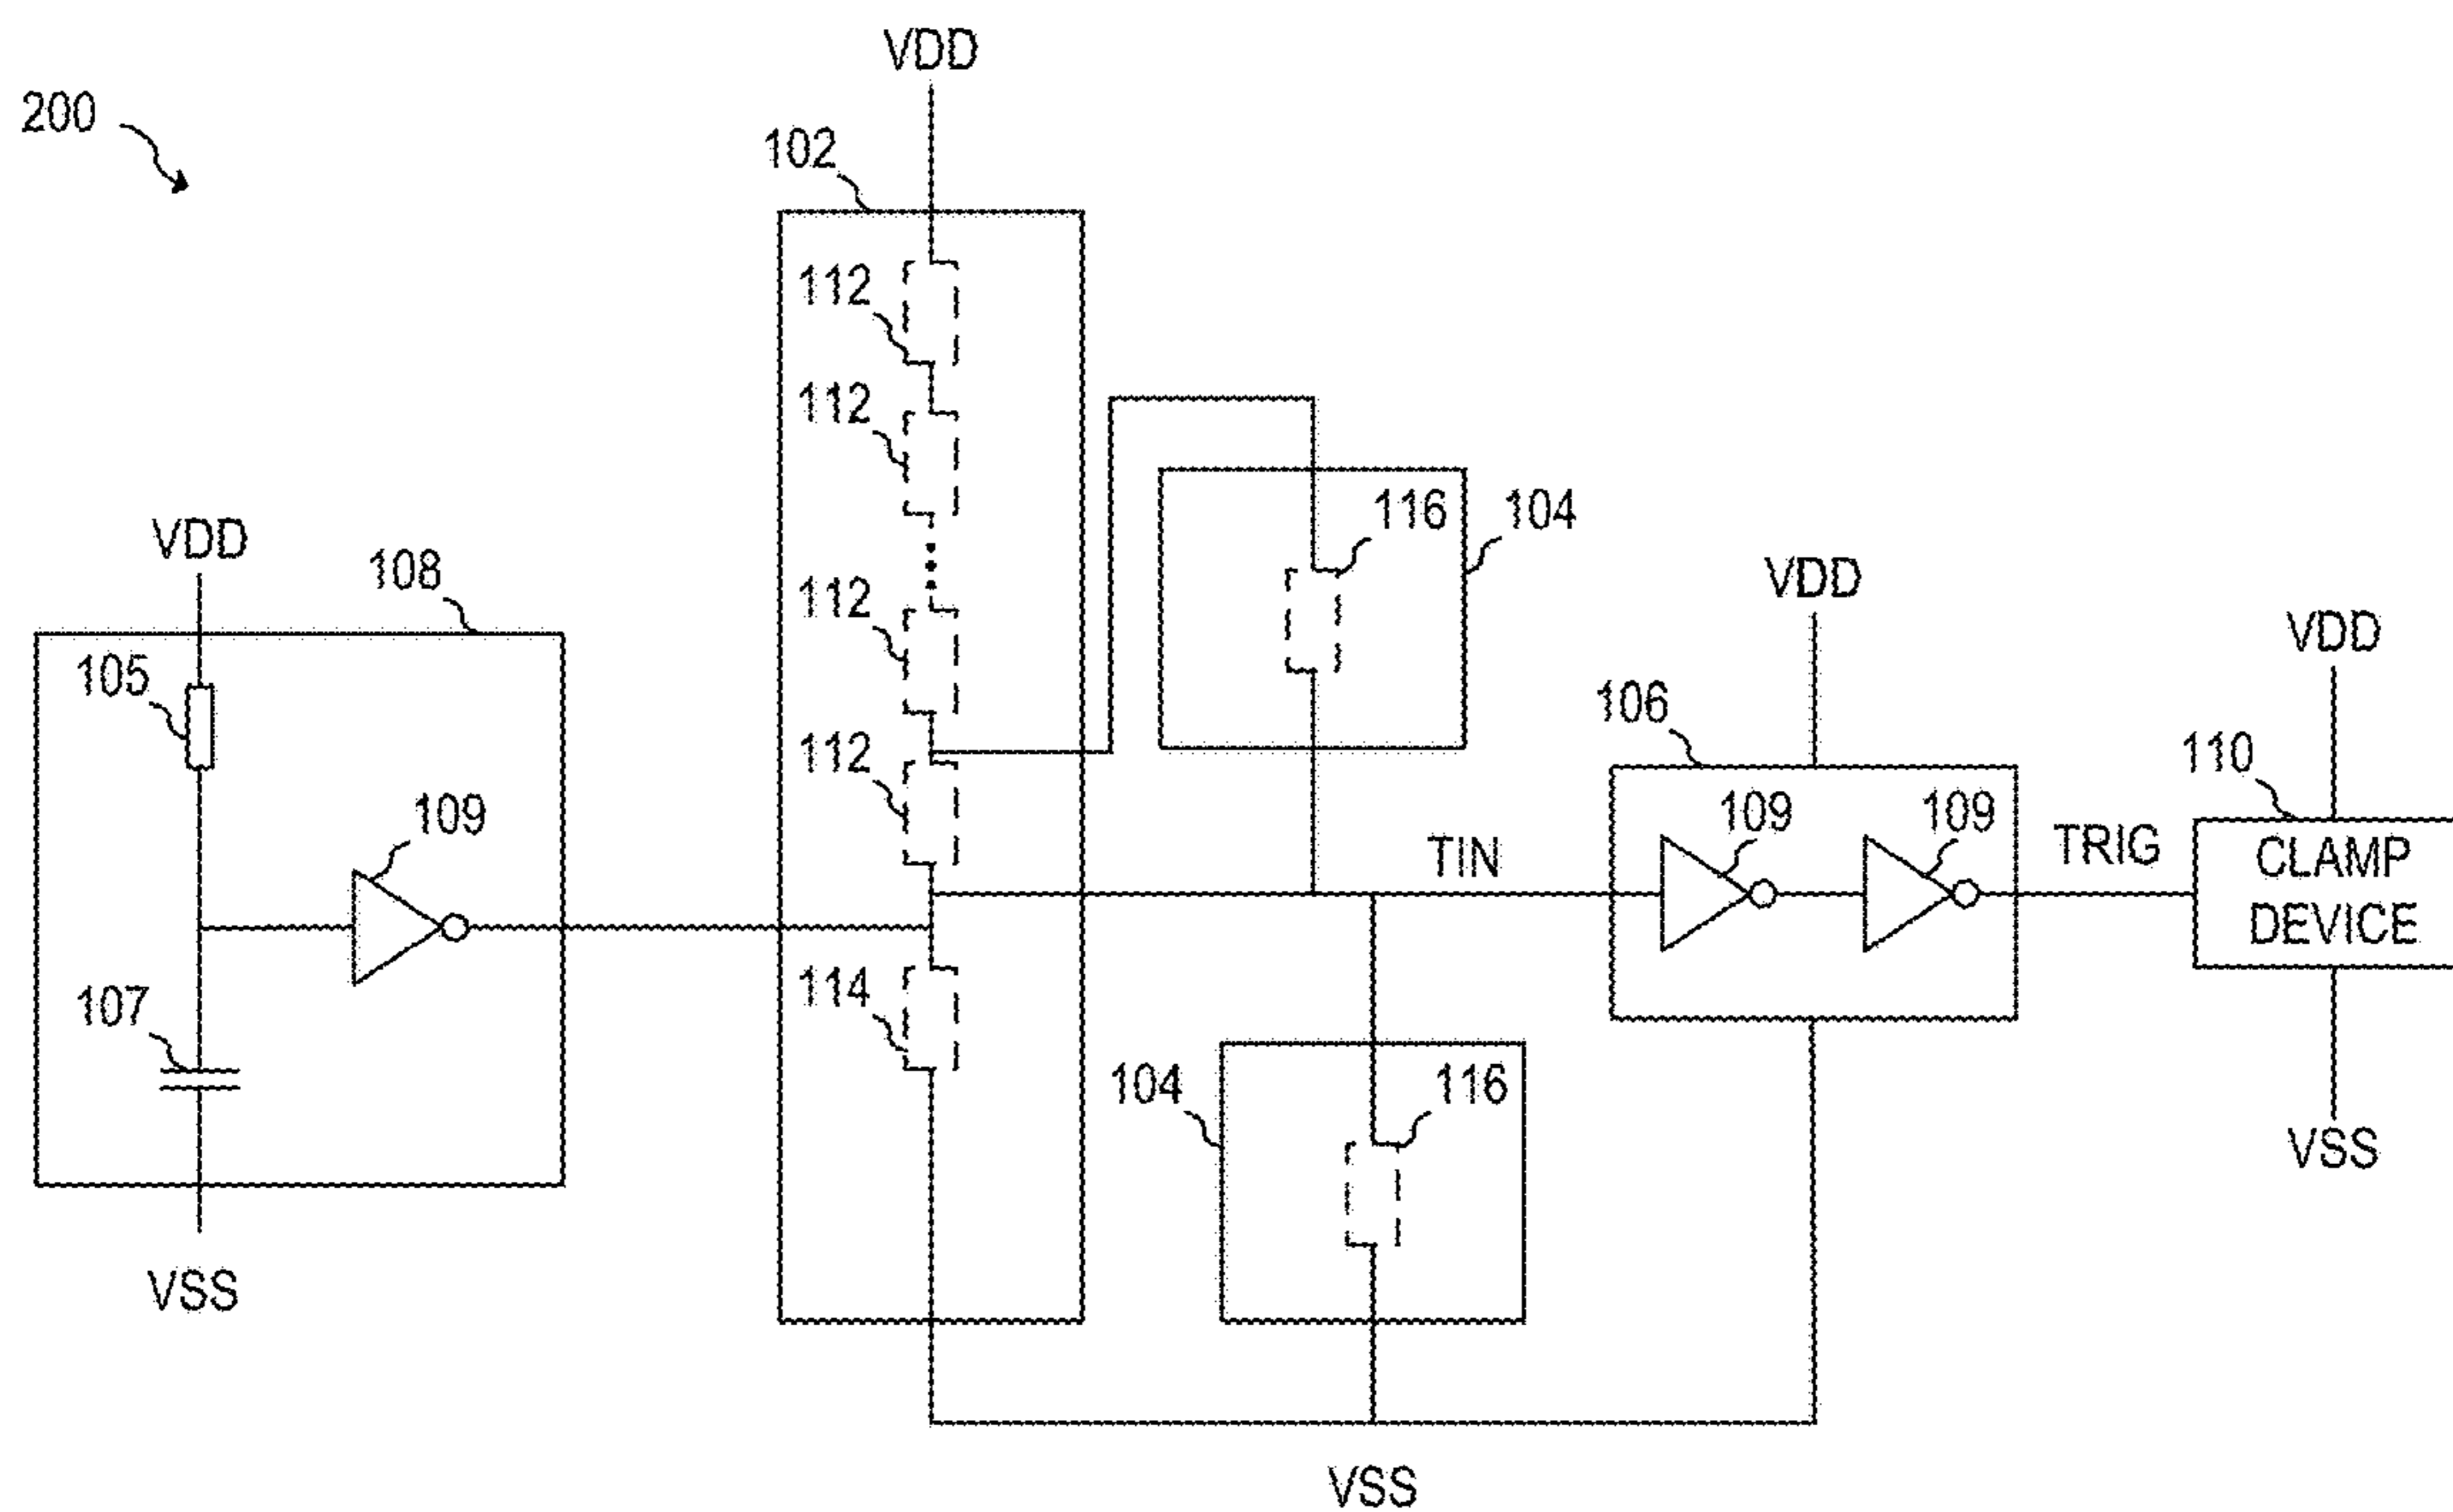 VDD
200
102
112
112
116
104
VDD
108
112
VDD
VDD
105
106
112
110
109
109
109
TIN
TRIG
CLAMP
DEVICE
107
114
104
116
VSS
VSS
VSS